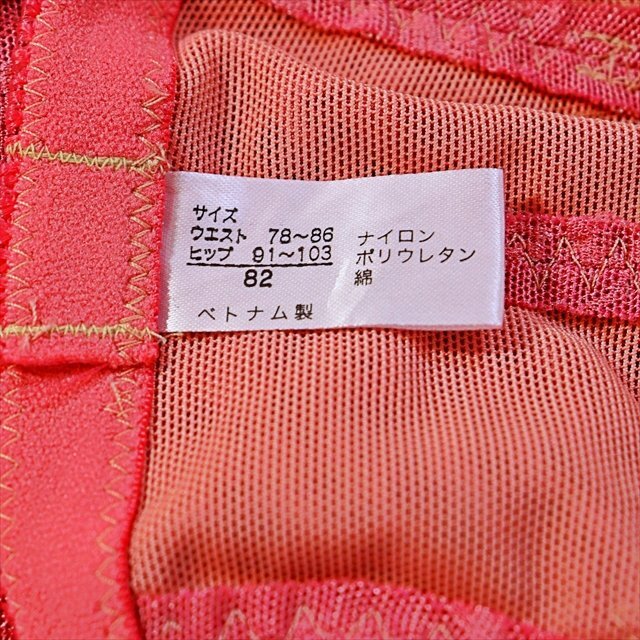 サイズ
ウエスト 78~86
ヒップ 91~103
82
ナイロン
ポリウレタン
綿
ベトナム製